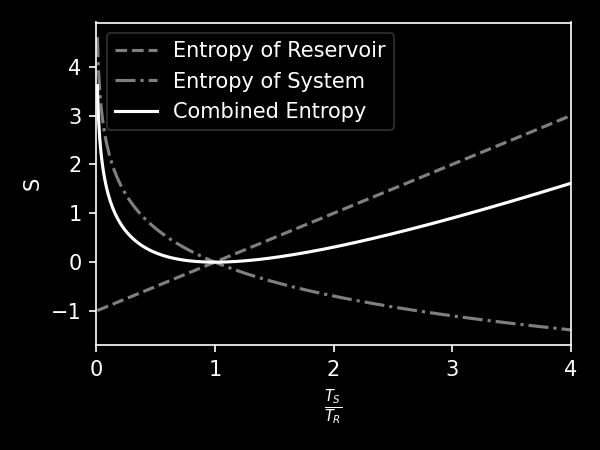 Entropy of Reservoir
Entropy of System
Combined Entropy
S
4
3
2
1
0
−1
0 1 2 3 4
T_S
T_R